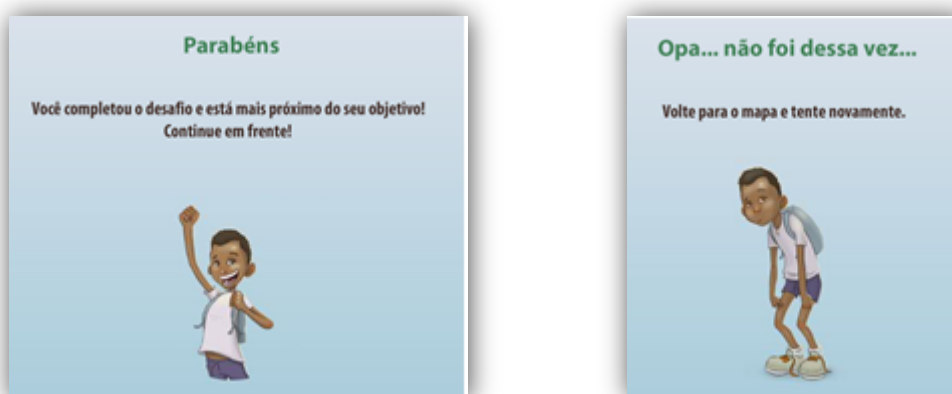 Parabéns
Você completou o desafio e está mais próximo do seu objetivo!
Continue em frente!
Opa... não foi dessa vez...
Volte para o mapa e tente novamente.